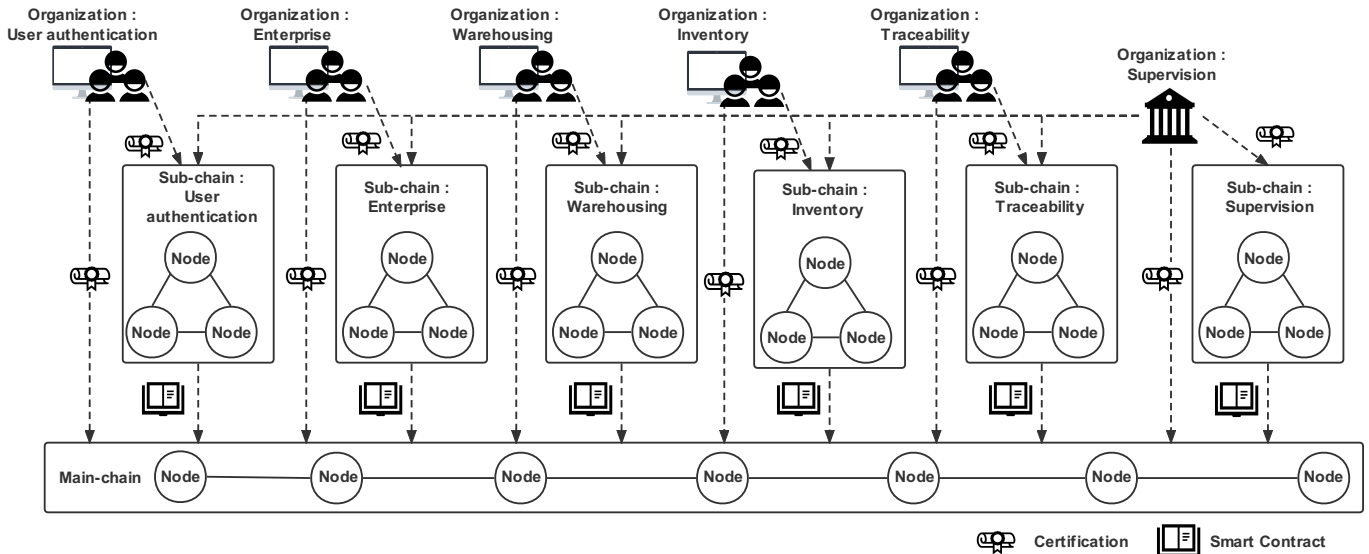 Organization :
User authentication
Organization :
Enterprise
Organization :
Warehousing
Organization :
Inventory
Organization :
Traceability
Organization :
Supervision
Sub-chain :
User
authentication
Node
Node
Node
Sub-chain :
Enterprise
Node
Node
Node
Sub-chain :
Warehousing
Node
Node
Node
Sub-chain :
Inventory
Node
Node
Node
Sub-chain :
Traceability
Node
Node
Node
Sub-chain :
Supervision
Node
Node
Node
Main-chain
Node
Node
Node
Node
Node
Node
Node
Certification
Smart Contract